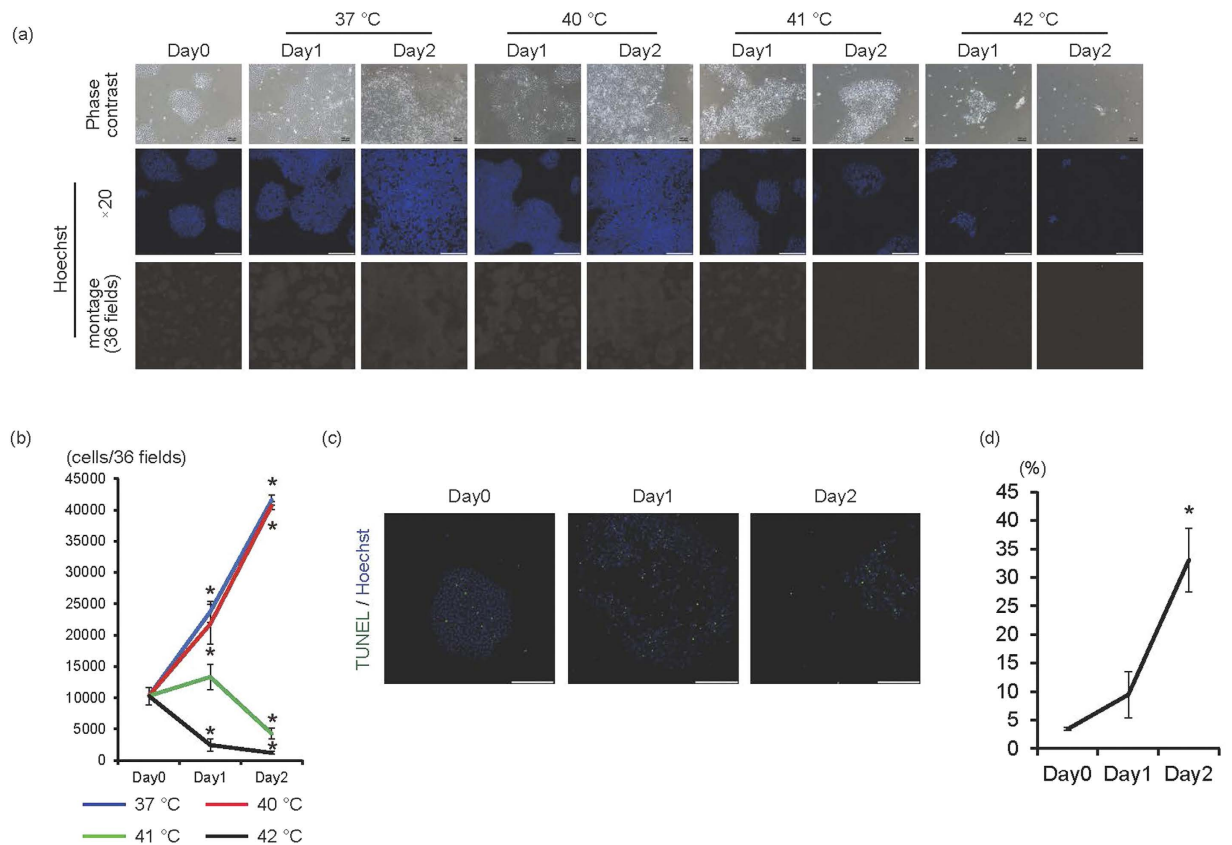 (a)
37 °C
40 °C
41 °C
42 °C
Day0
Day1
Day2
Day1
Day2
Day1
Day2
Day1
Day2
Phase
contrast
Hoechst
×20
montage
(36 fields)
(b)
(cells/36 fields)
45000
40000
35000
30000
25000
20000
15000
10000
5000
0
*
*
*
*
*
*
*
Day0
Day1
Day2
37 °C
40 °C
41 °C
42 °C
(c)
Day0
Day1
Day2
TUNEL / Hoechst
(d)
(%)
45
40
35
30
25
20
15
10
5
0
*
Day0
Day1
Day2